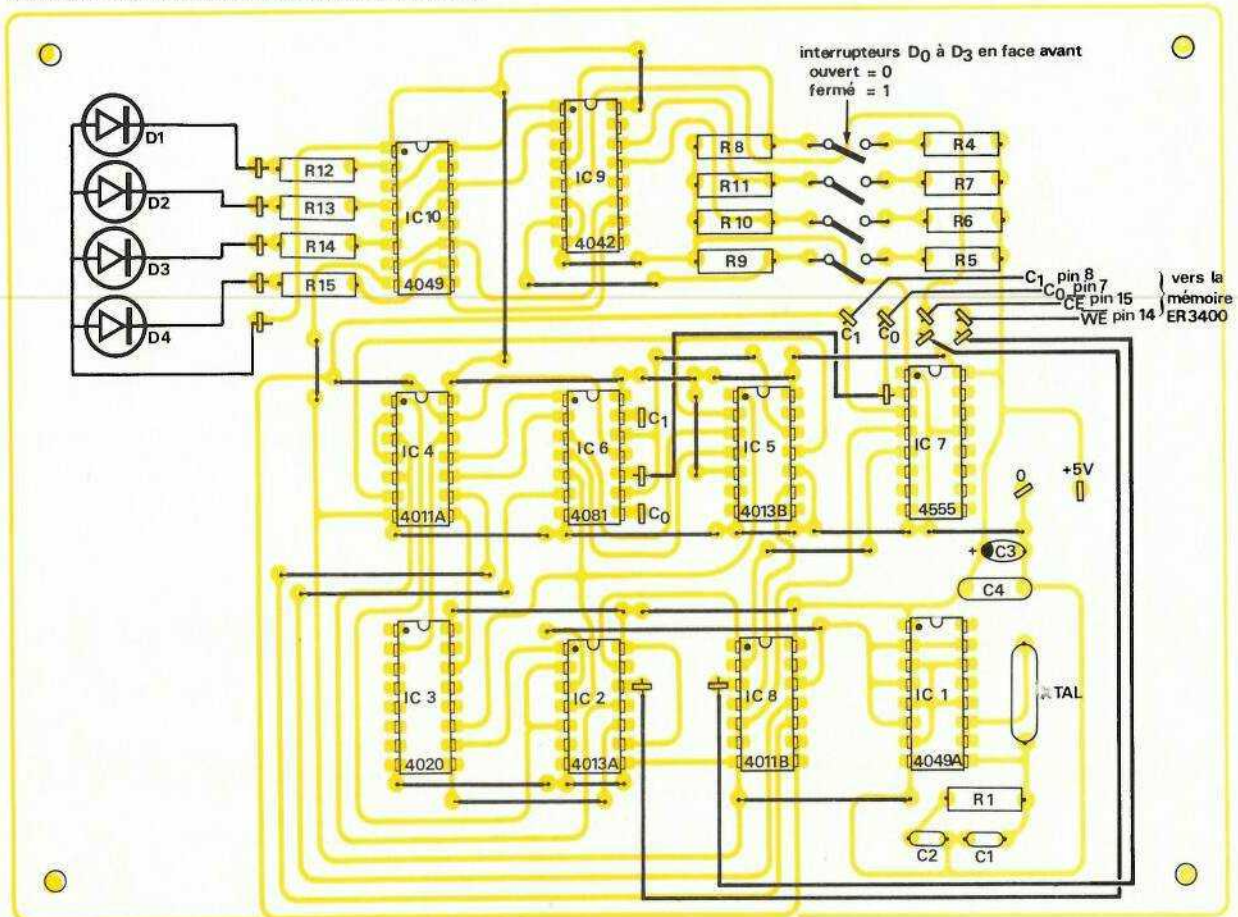 interrupteurs D0 à D3 en face avant
ouvert = 0
fermé = 1
D1
D2
D3
D4
R12
R13
R14
R15
IC10
4049
IC 9
4042
R 8
R11
R 10
R9
R4
R7
R6
R5
C1 pin 8
C0 pin 7
CE pin 15
WE pin 14
vers la
mémoire
ER3400
C1
C0
IC 4
4011A
IC 6
4081
C1
C0
IC 5
4013B
IC 7
4555
0
+5V
+
C3
C4
IC 3
4020
IC 2
4013A
IC 8
4011B
IC 1
4049A
TAL
R1
C2
C1